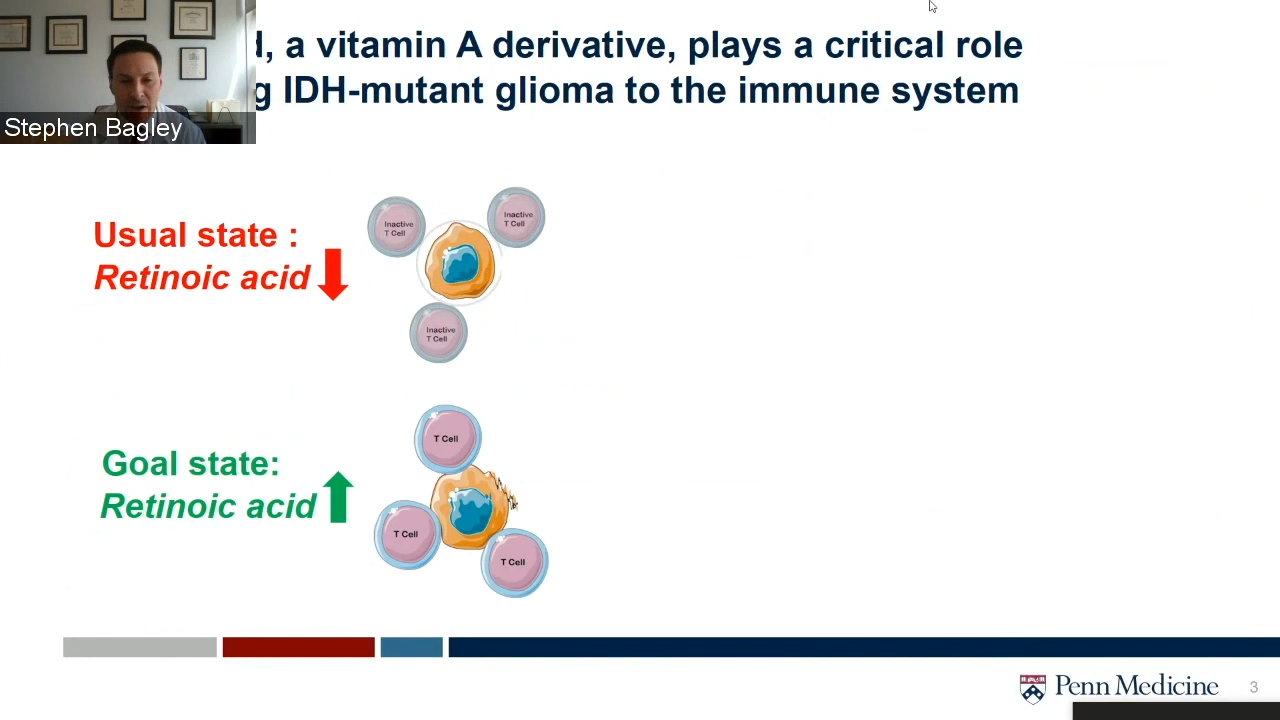 d, a vitamin A derivative, plays a critical role
g IDH-mutant glioma to the immune system
Stephen Bagley
Usual state :
Retinoic acid
Inactive
T Cell
Inactive
T Cell
Inactive
T Cell
Goal state:
Retinoic acid
T Cell
T Cell
T Cell
Penn Medicine
3